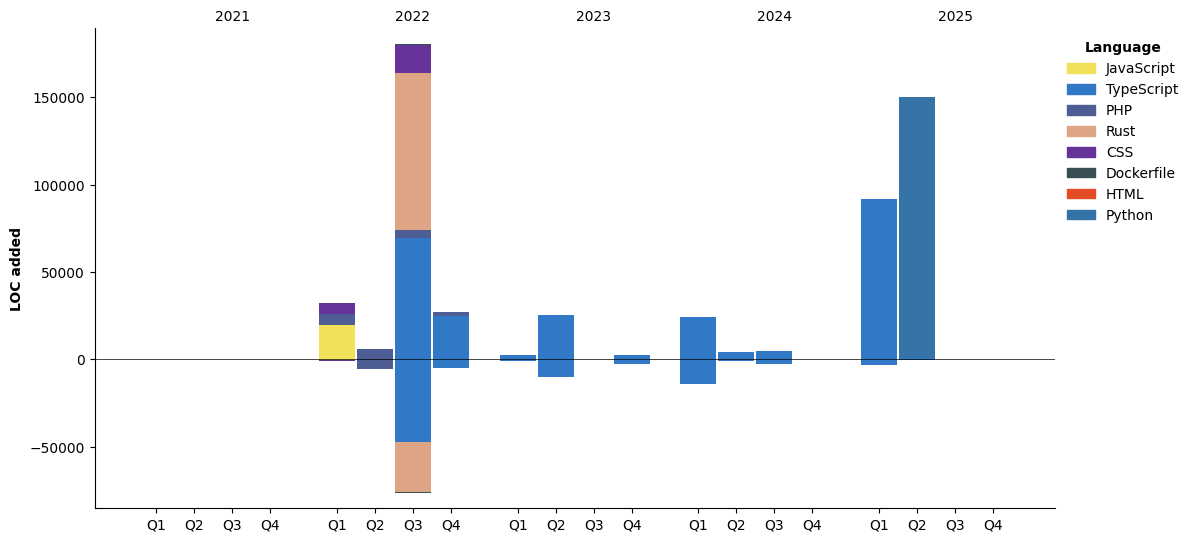 2021 2022 2023 2024 2025
Language
JavaScript
TypeScript
PHP
Rust
CSS
Dockerfile
HTML
Python
LOC added
150000
100000
50000
0
−50000
Q1 Q2 Q3 Q4 Q1 Q2 Q3 Q4 Q1 Q2 Q3 Q4 Q1 Q2 Q3 Q4 Q1 Q2 Q3 Q4